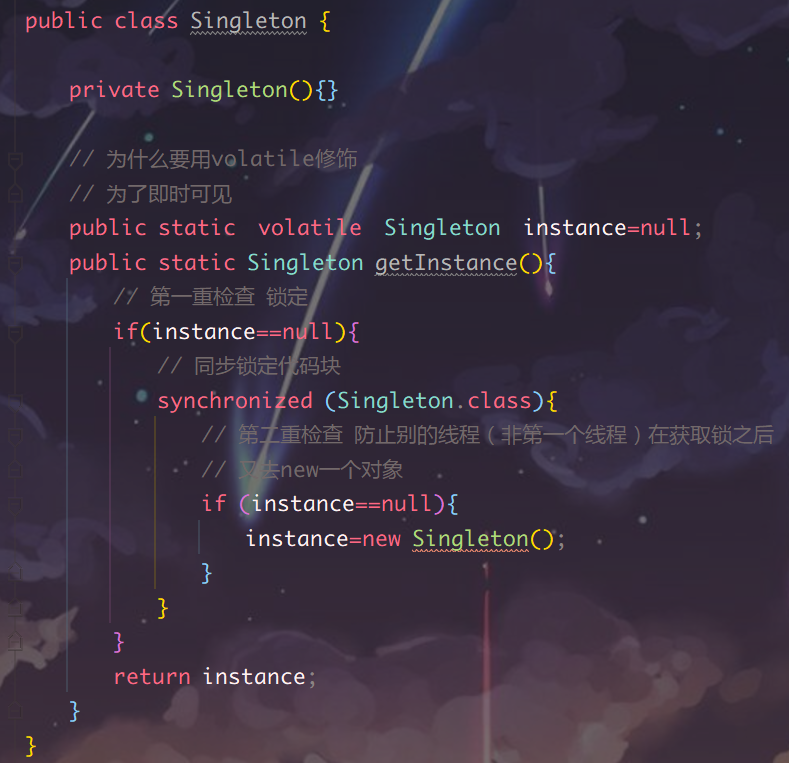 public class Singleton {
private Singleton(){}
// 为什么要用volatile修饰
// 为了即时可见
public static  volatile  Singleton  instance=null;
public static Singleton getInstance(){
// 第一重检查 锁定
if(instance==null){
// 同步锁定代码块
synchronized (Singleton.class){
// 第二重检查 防止别的线程（非第一个线程）在获取锁之后
// 又去new一个对象
if (instance==null){
instance=new Singleton();
}
}
}
return instance;
}
}